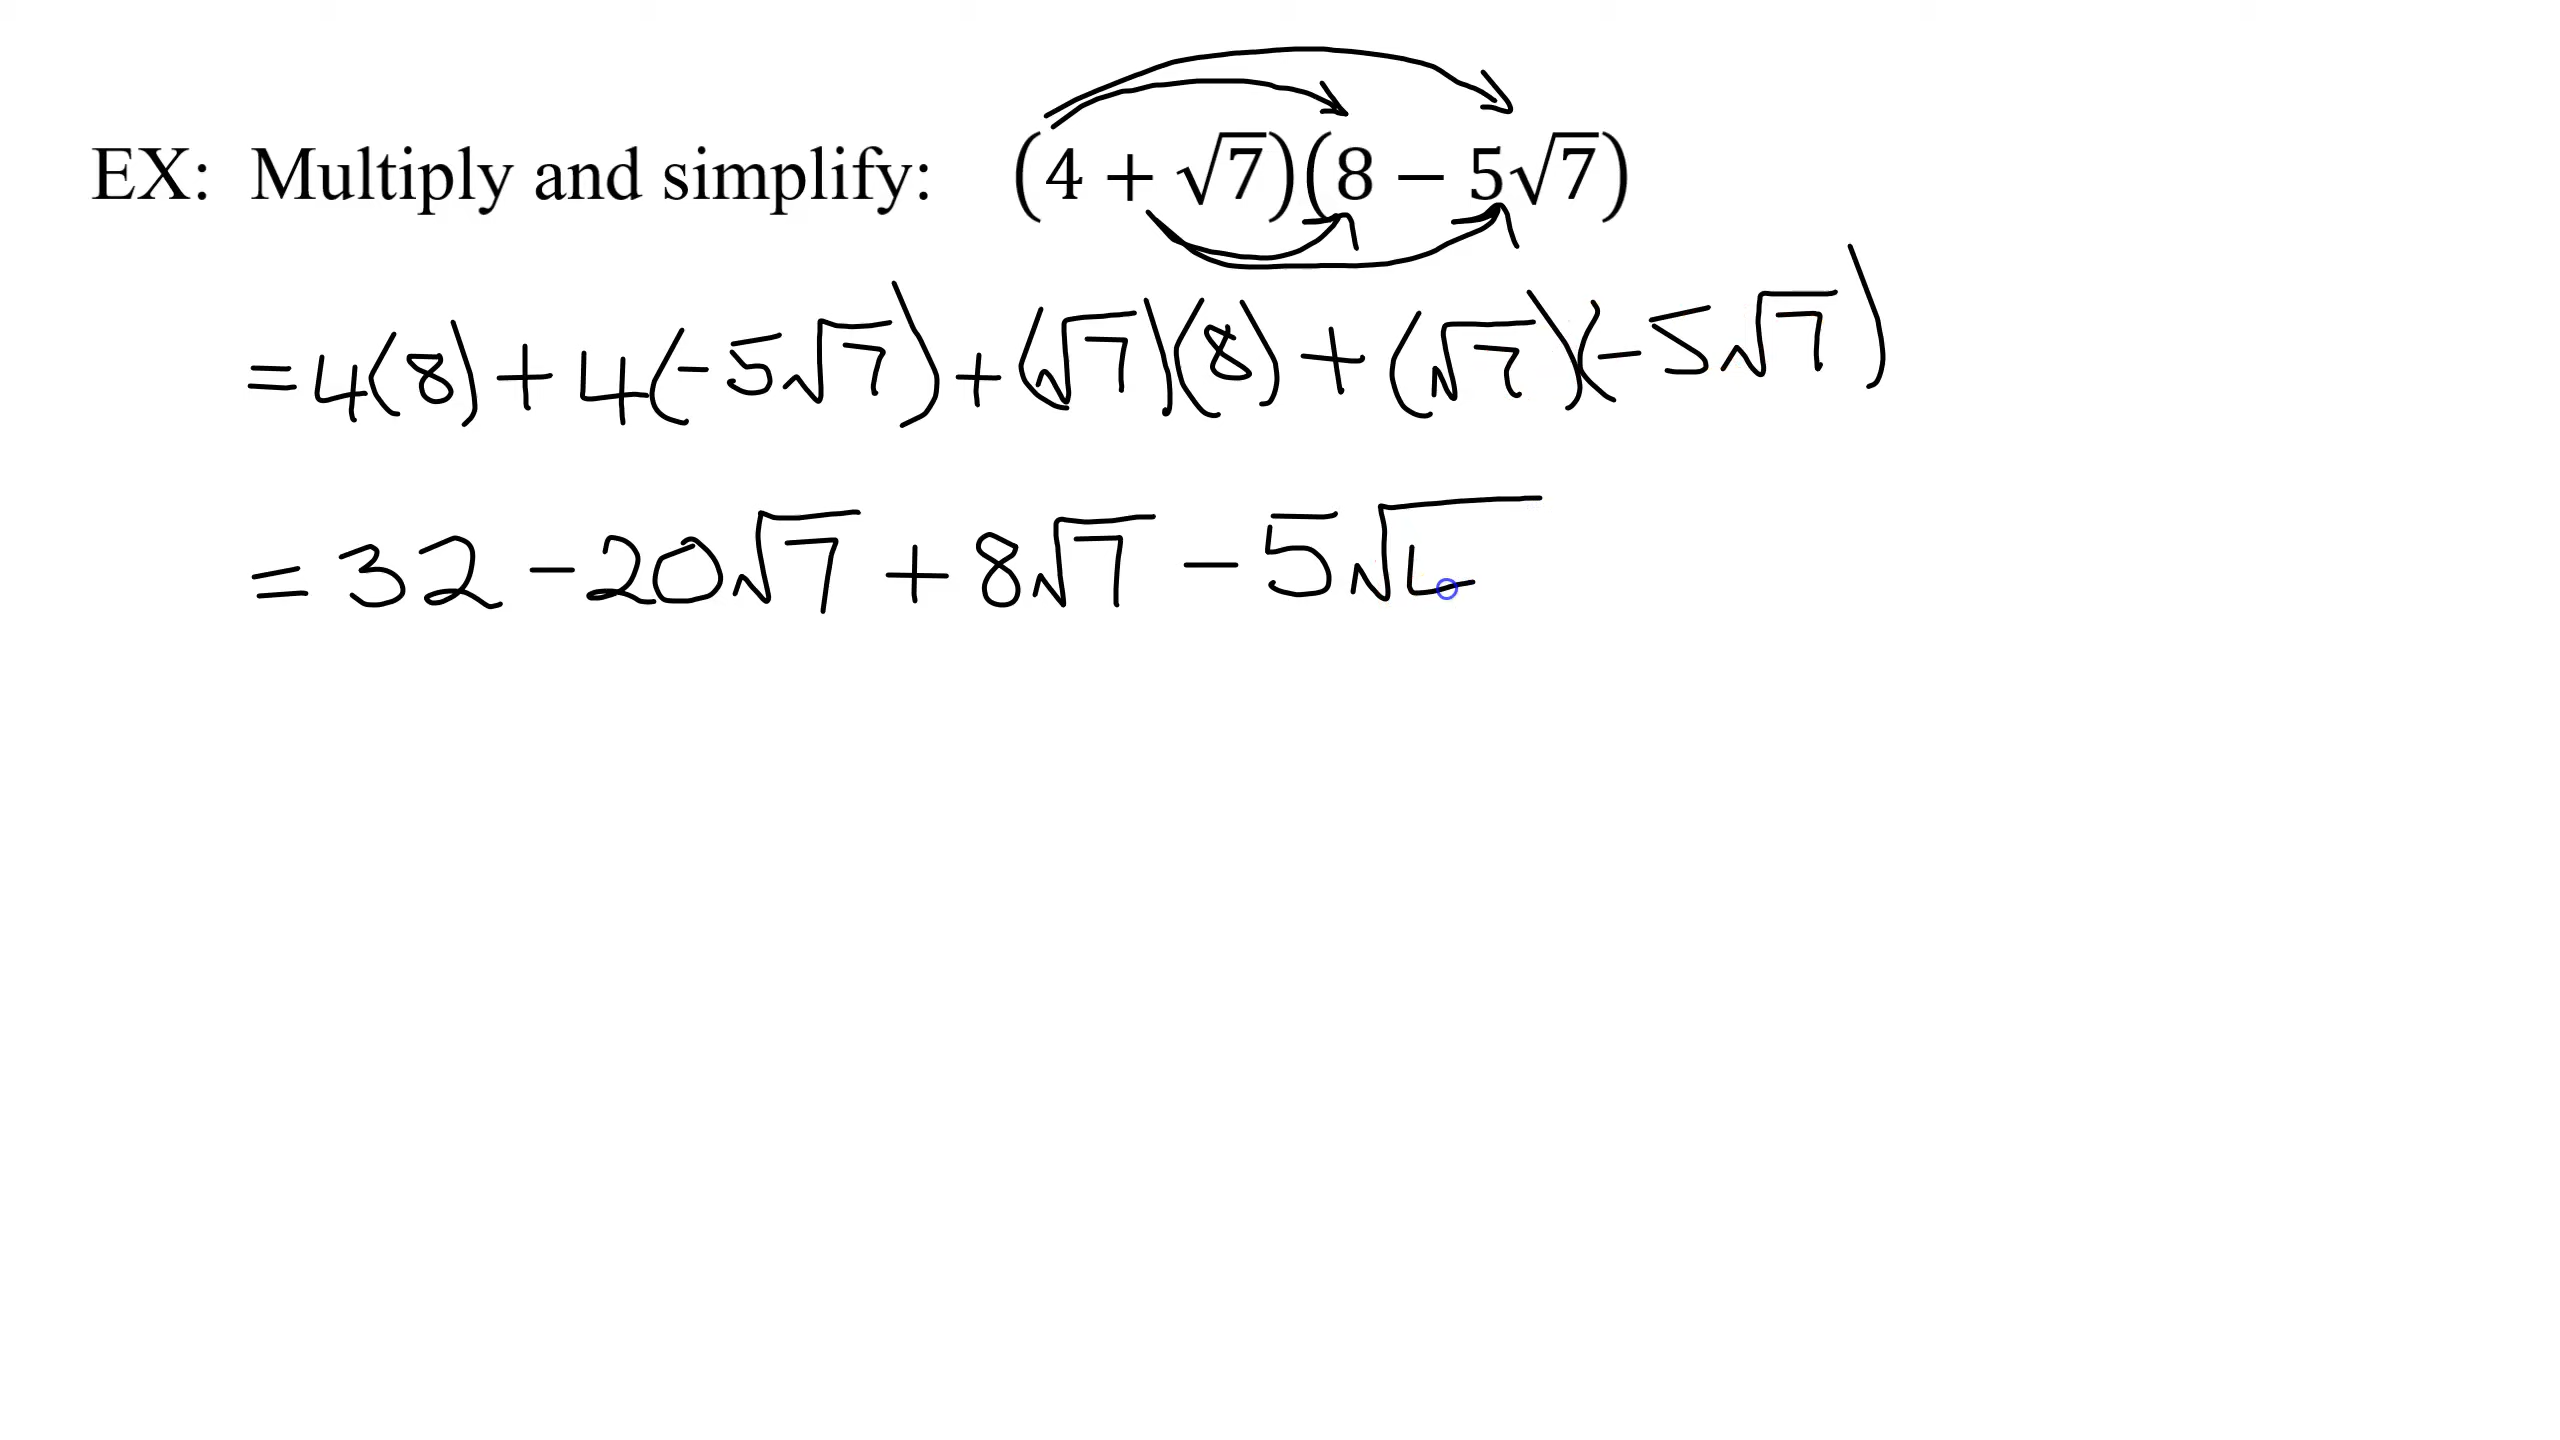 EX: Multiply and simplify: (4 + √7)(8 − 5√7)
= 4(8) + 4(-5√7) + (√7)(8) + (√7)(-5√7)
= 32 - 20√7 + 8√7 - 5√